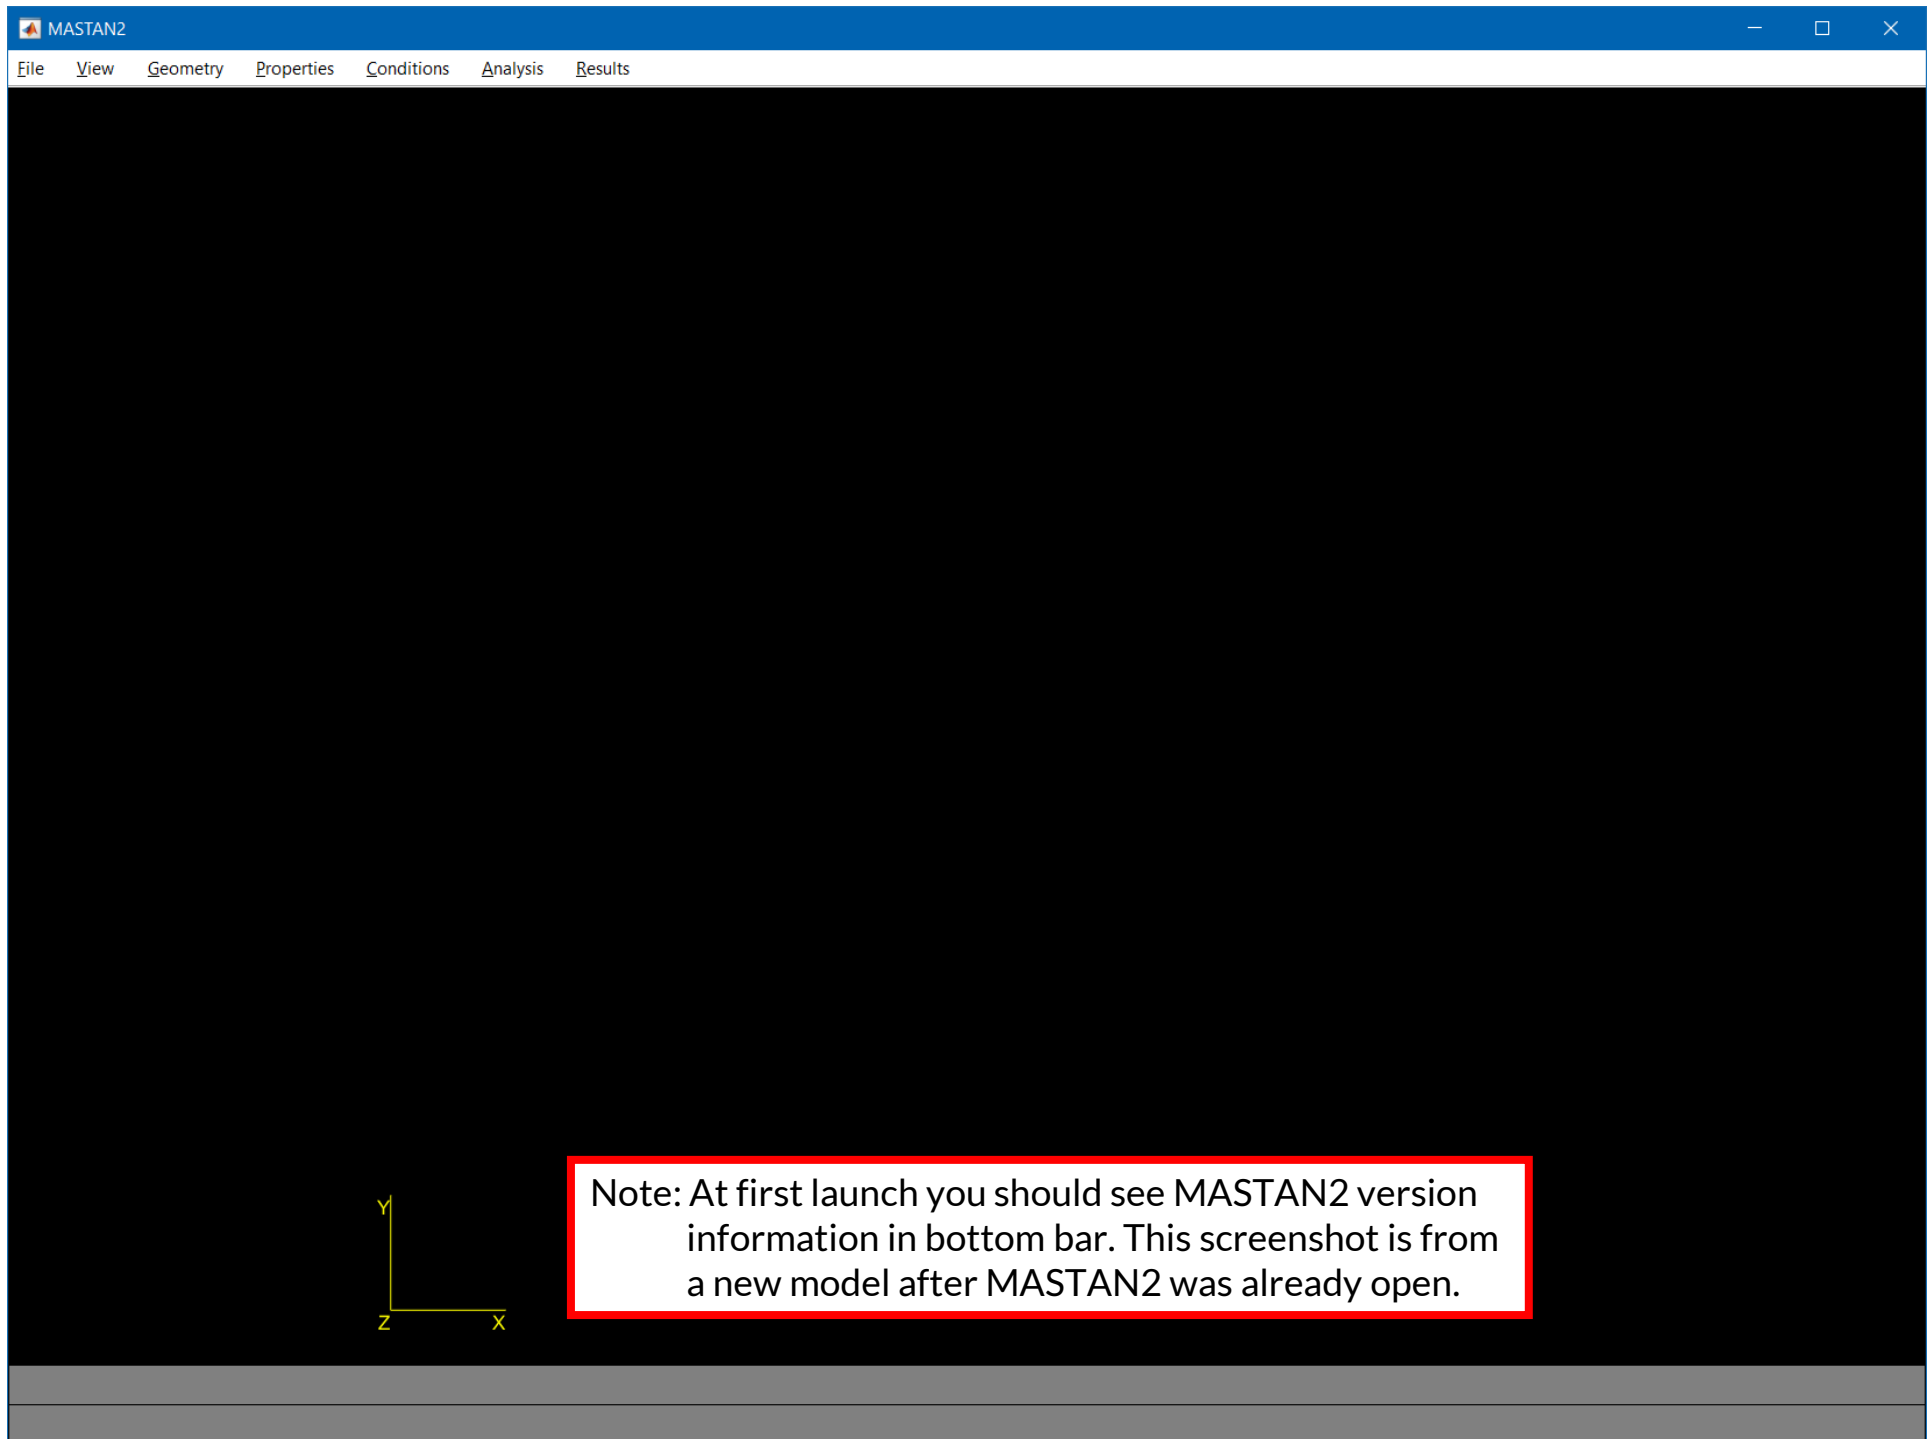 MASTAN2
File View Geometry Properties Conditions Analysis Results
Note: At first launch you should see MASTAN2 version
information in bottom bar. This screenshot is from
a new model after MASTAN2 was already open.
Y
Z X